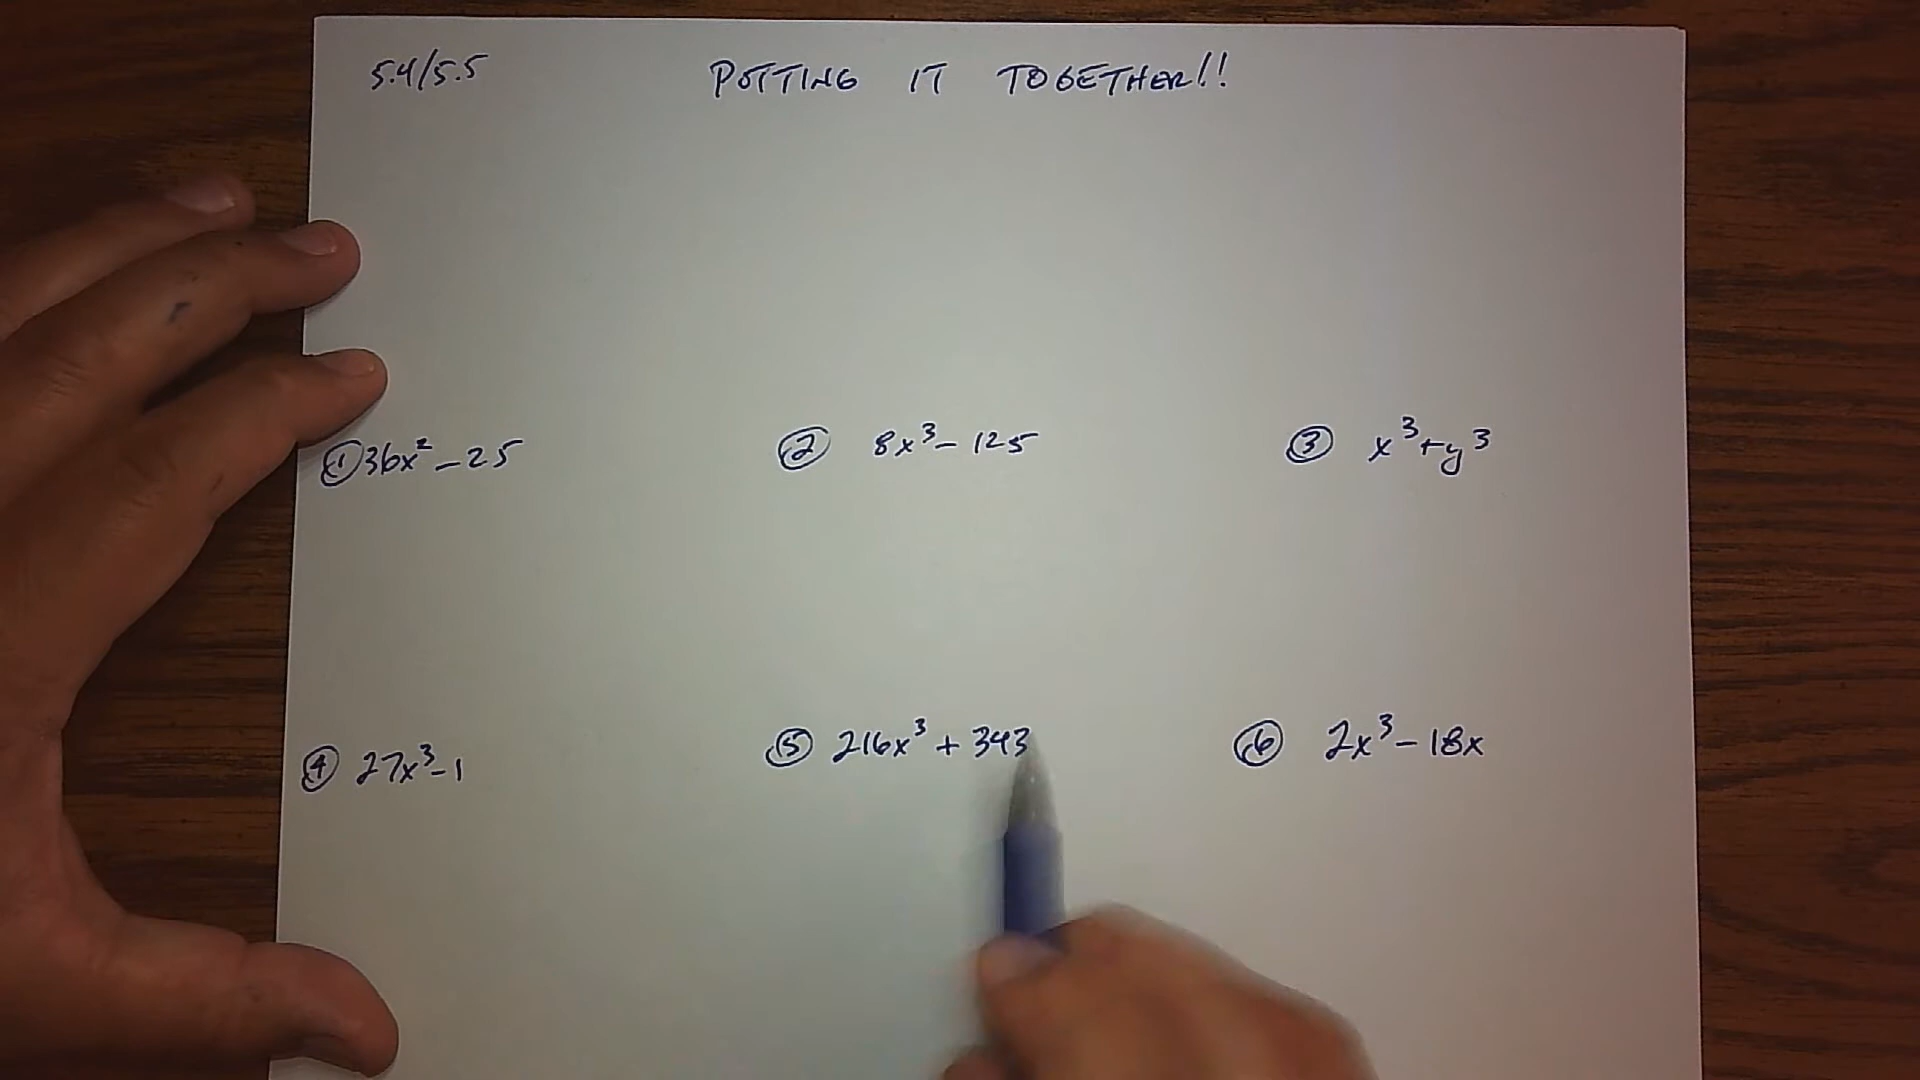 5.4/5.5 PUTTING IT TOGETHER!!
① 36x² - 25 ② 8x³ - 125 ③ x³ + y³
④ 27x³ - 1 ⑤ 216x³ + 343 ⑥ 2x³ - 18x